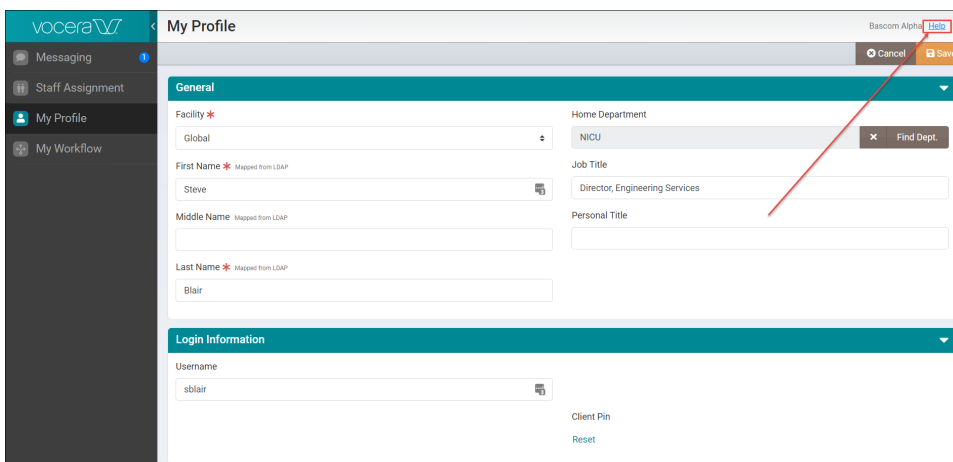 vocera
My Profile
Bascom Alpha Help
Messaging 1
Cancel Save
Staff Assignment
My Profile
My Workflow
General
Facility *
Global
First Name * Mapped from LDAP
Steve
Middle Name Mapped from LDAP
Last Name * Mapped from LDAP
Blair
Home Department
NICU
Find Dept.
Job Title
Director, Engineering Services
Personal Title
Login Information
Username
sblair
Client Pin
Reset